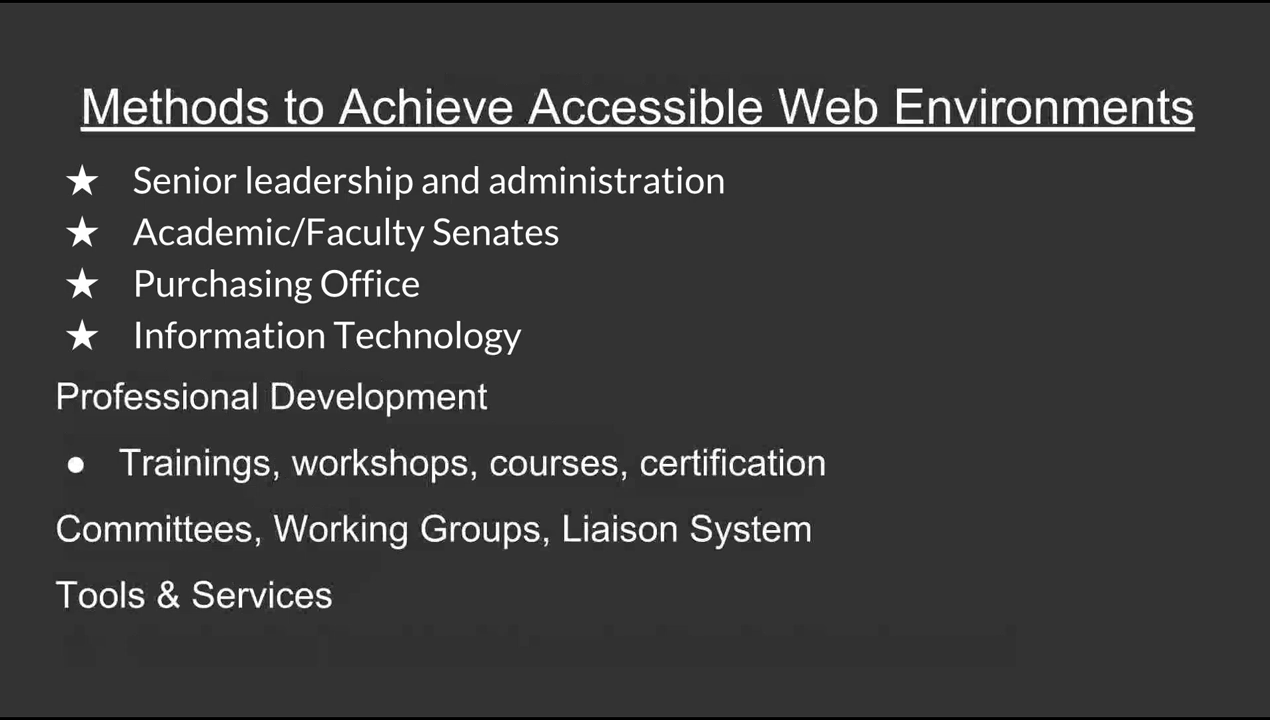 Methods to Achieve Accessible Web Environments
★ Senior leadership and administration
★ Academic/Faculty Senates
★ Purchasing Office
★ Information Technology
Professional Development
● Trainings, workshops, courses, certification
Committees, Working Groups, Liaison System
Tools & Services